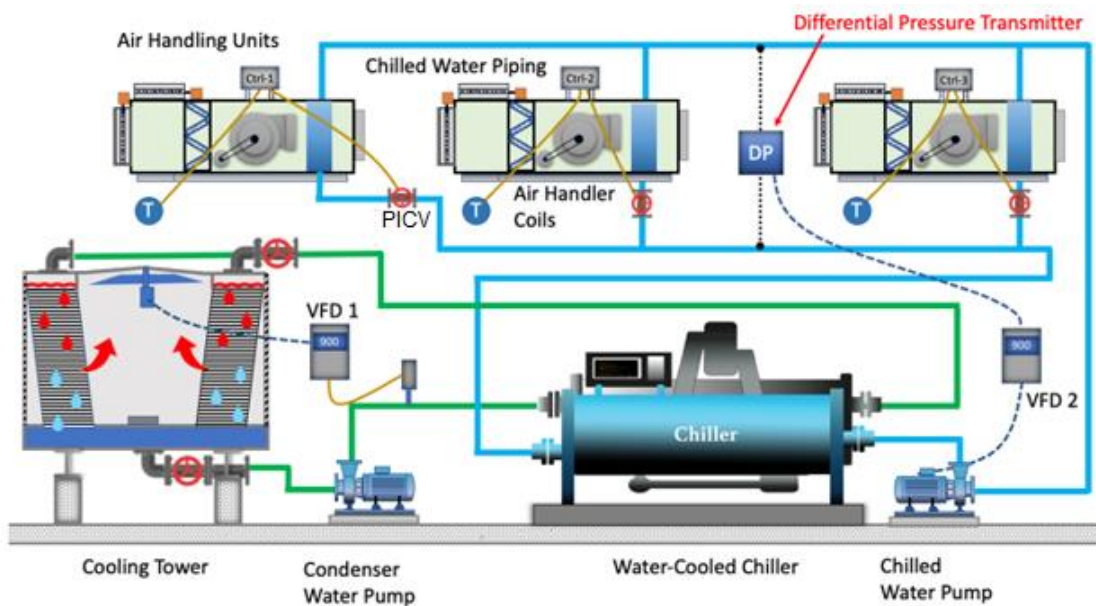 Differential Pressure Transmitter
Air Handling Units
Chilled Water Piping
Ctrl-1
Ctrl-2
Ctrl-3
DP
T
T
T
PICV
Air Handler
Coils
VFD 1
900
900
VFD 2
Chiller
Cooling Tower
Condenser
Water Pump
Water-Cooled Chiller
Chilled
Water Pump